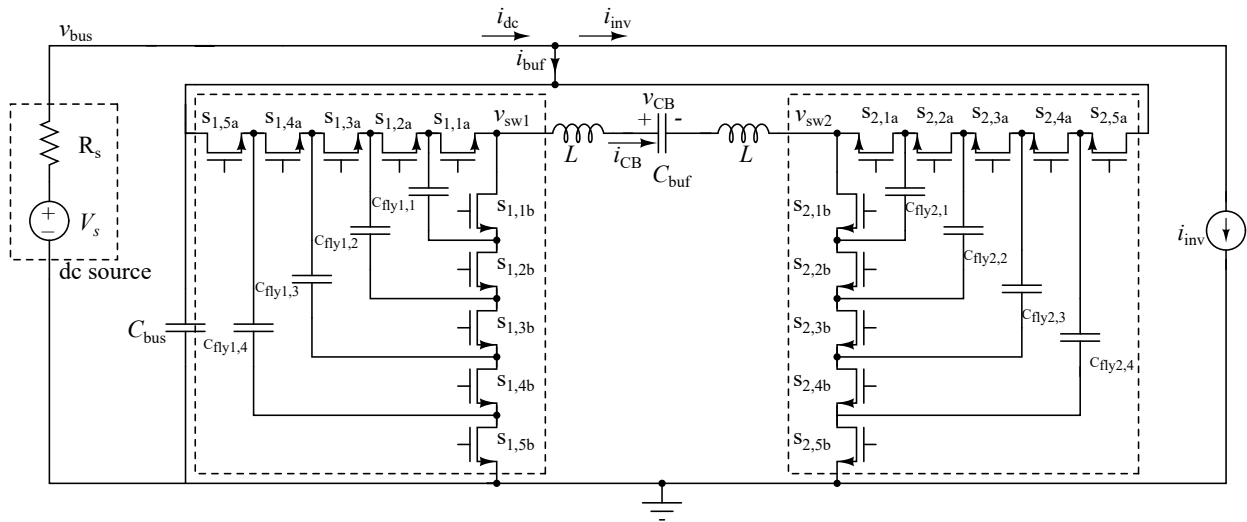 i_dc
i_inv
v_bus
i_buf
S_1,5a
S_1,4a
S_1,3a
S_1,2a
S_1,1a
v_sw1
v_CB
+ -
L
i_CB
C_buf
L
v_sw2
S_2,1a
S_2,2a
S_2,3a
S_2,4a
S_2,5a
R_s
+
V_s
−
dc source
C_bus
C_fly1,1
C_fly1,2
C_fly1,3
C_fly1,4
S_1,1b
S_1,2b
S_1,3b
S_1,4b
S_1,5b
S_2,1b
S_2,2b
S_2,3b
S_2,4b
S_2,5b
C_fly2,1
C_fly2,2
C_fly2,3
C_fly2,4
i_inv